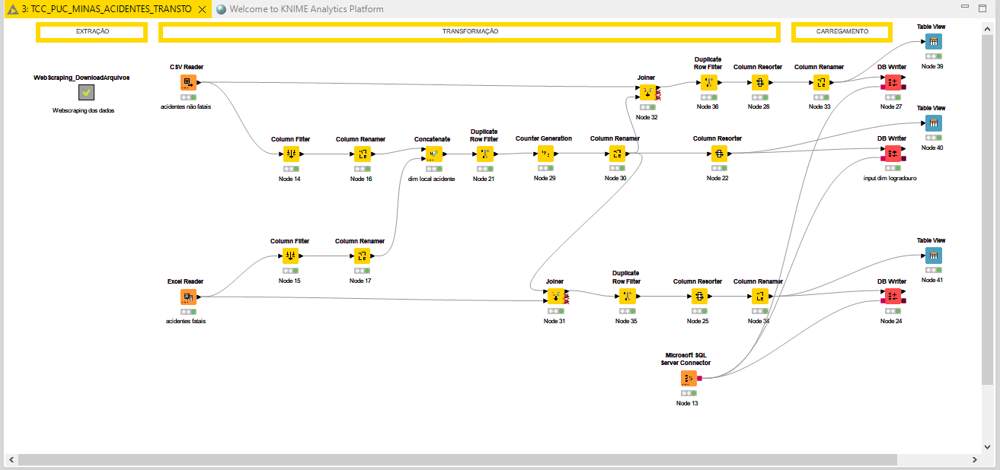 3: TCC_PUC_MINAS_ACIDENTES_TRANSTO
Welcome to KNIME Analytics Platform
EXTRAÇÃO
TRANSFORMAÇÃO
CARREGAMENTO
Table View
Node 39
WebScraping_DownloadArquivos
Webscraping dos dados
CSV Reader
acidentes não fatais
Joiner
Node 32
Duplicate
Row Filter
Node 36
Column Resorter
Node 28
Column Renamer
Node 33
DB Writer
Node 27
Table View
Node 40
Column Filter
Node 14
Column Renamer
Node 16
Concatenate
dim local acidente
Duplicate
Row Filter
Node 21
Counter Generation
Node 29
Column Renamer
Node 30
Column Resorter
Node 22
DB Writer
input dim logradouro
Column Filter
Node 15
Column Renamer
Node 17
Table View
Node 41
Excel Reader
acidentes fatais
Joiner
Node 31
Duplicate
Row Filter
Node 35
Column Resorter
Node 25
Column Renamer
Node 34
DB Writer
Node 24
Microsoft SQL
Server Connector
Node 13